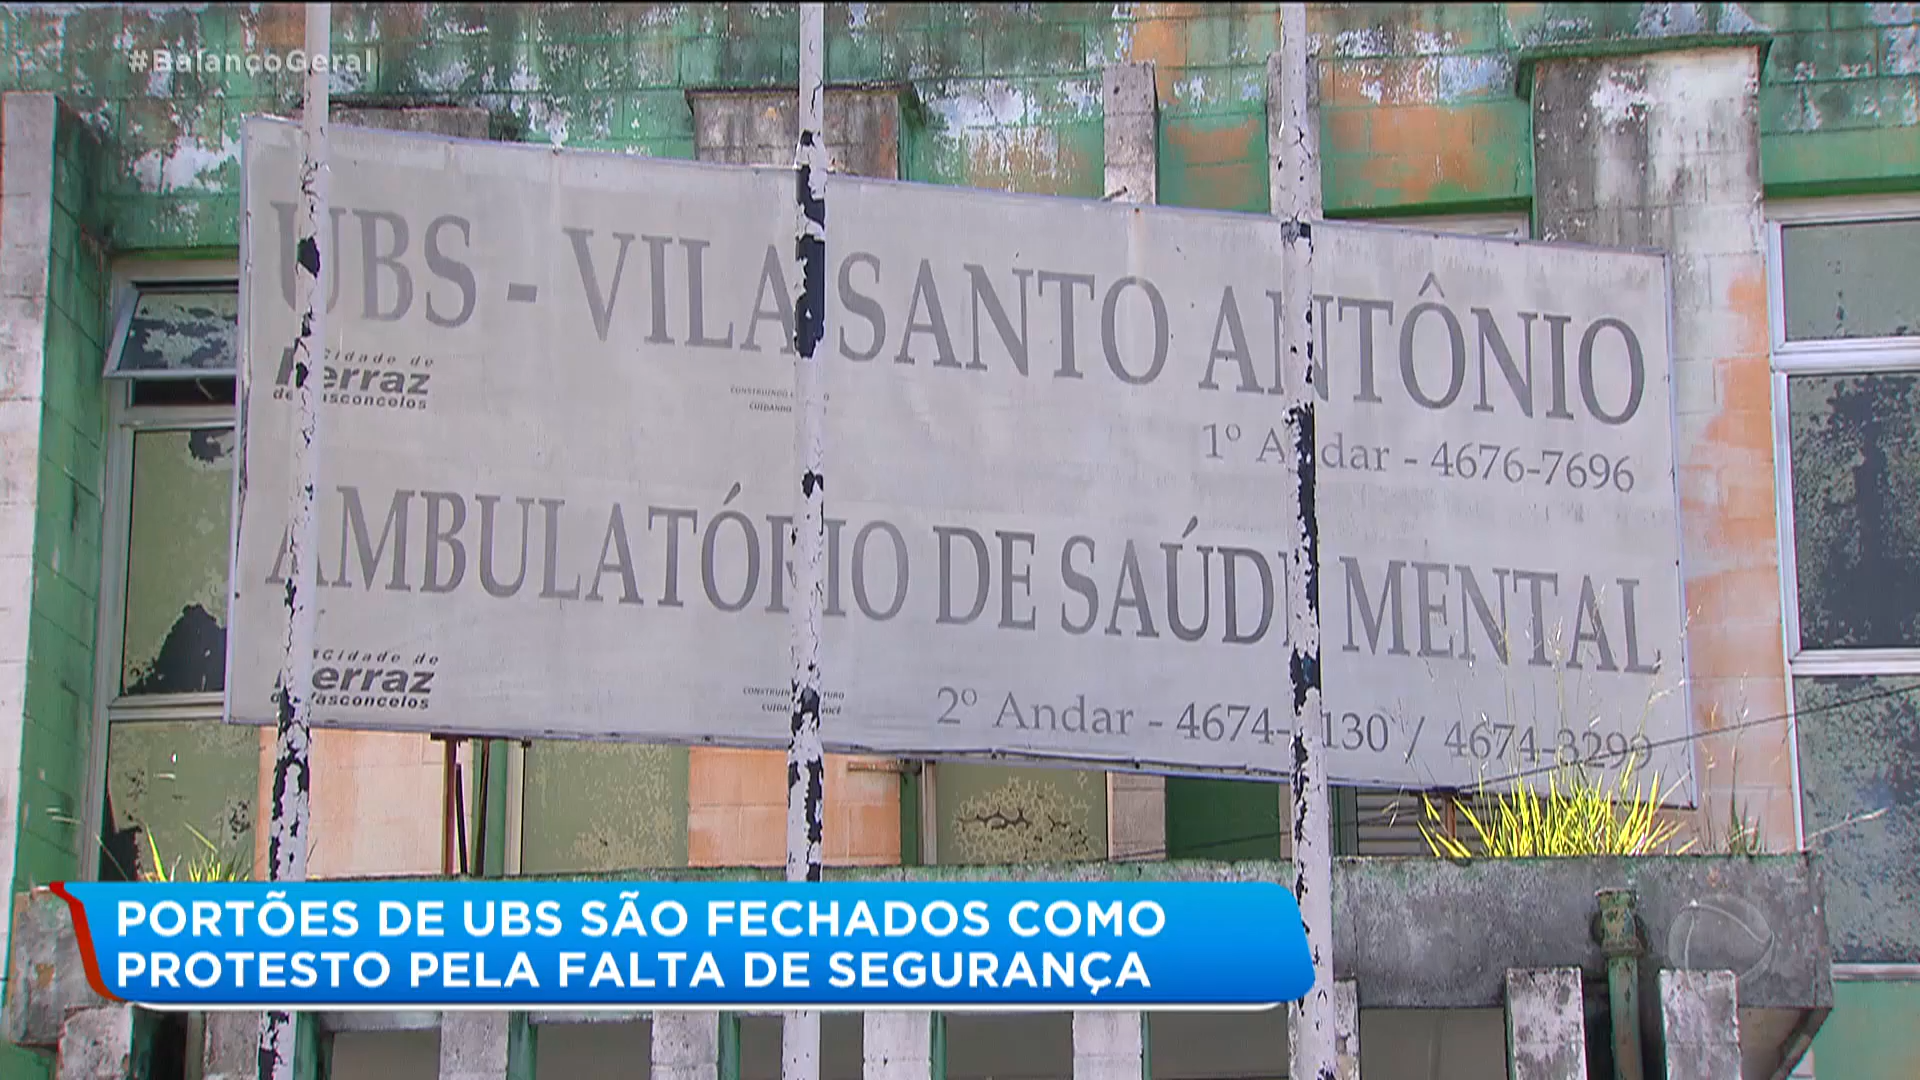 #BalançoGeral
UBS - VILA SANTO ANTÔNIO
Cidade de
Ferraz
de Vasconcelos
CONSTRUINDO
CUIDANDO
1º Andar - 4676-7696
AMBULATÓRIO DE SAÚDE MENTAL
Cidade de
Ferraz
de Vasconcelos
2º Andar - 4674- 130 / 4674-3299
PORTÕES DE UBS SÃO FECHADOS COMO
PROTESTO PELA FALTA DE SEGURANÇA